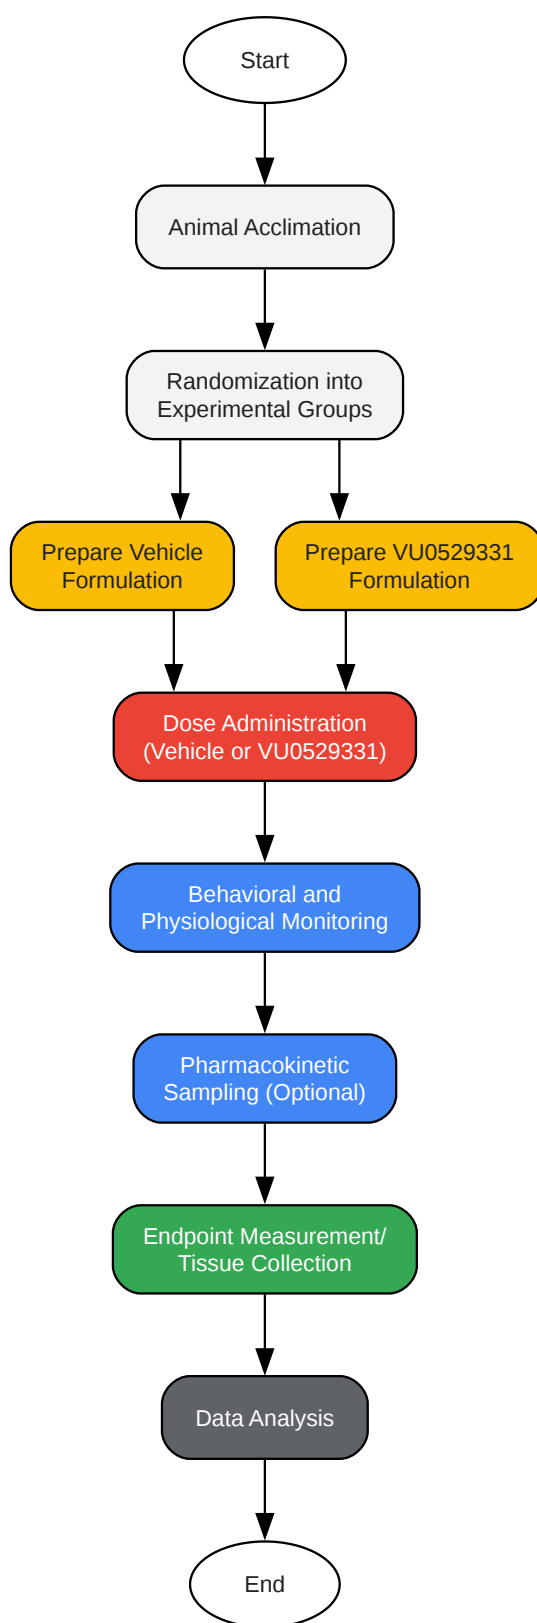 Start
Animal Acclimation
Randomization into
Experimental Groups
Prepare Vehicle
Formulation
Prepare VU0529331
Formulation
Dose Administration
(Vehicle or VU0529331)
Behavioral and
Physiological Monitoring
Pharmacokinetic
Sampling (Optional)
Endpoint Measurement/
Tissue Collection
Data Analysis
End